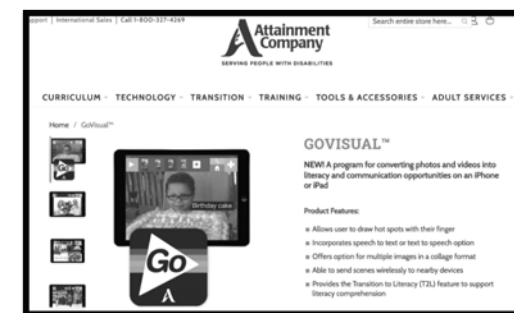 upport | International Sales | Call 1-800-327-4269
Search entire store here...
Attainment
Company
SERVING PEOPLE WITH DISABILITIES
CURRICULUM TECHNOLOGY TRANSITION TRAINING TOOLS & ACCESSORIES ADULT SERVICES
Home / GoVisual™
GOVISUAL™
NEW! A program for converting photos and videos into
literacy and communication opportunities on an iPhone
or iPad
Birthday cake
Go
Go
Product Features:
Allows user to draw hot spots with their finger
Incorporates speech to text or text to speech option
Offers option for multiple images in a collage format
Able to send scenes wirelessly to nearby devices
Provides the Transition to Literacy (T2L) feature to support
literacy comprehension